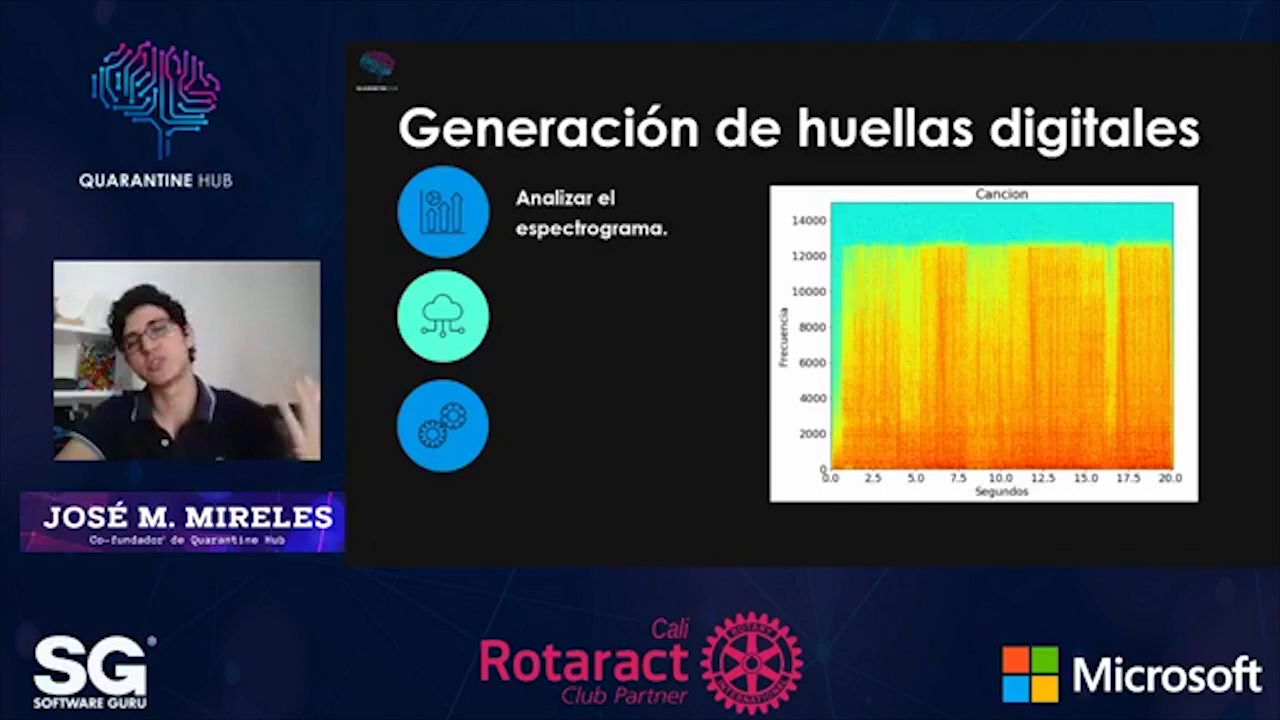 QUARANTINE HUB
Generación de huellas digitales
Analizar el
espectrograma.
Cancion
14000
12000
10000
8000
6000
4000
2000
0
Frecuencia
0.0 2.5 5.0 7.5 10.0 12.5 15.0 17.5 20.0
Segundos
JOSÉ M. MIRELES
Co-fundador de Quarantine Hub
SG®
SOFTWARE GURU
Cali
Rotaract
Club Partner
ROTARY
INTERNATIONAL
Microsoft